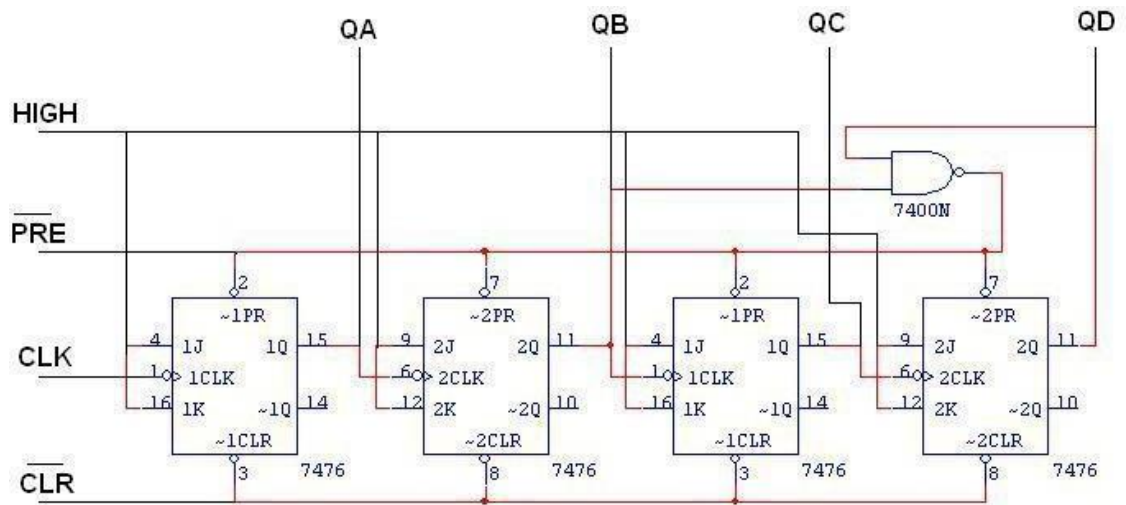 QA QB QC QD
HIGH
7400N
PRE
2 7 2 7
~1PR ~2PR ~1PR ~2PR
4 1J 1Q 15 9 2J 2Q 11 4 1J 1Q 15 9 2J 2Q 11
CLK
1 1CLK 6 2CLK 1 1CLK 6 2CLK
16 1K ~1Q 14 12 2K ~2Q 10 16 1K ~1Q 14 12 2K ~2Q 10
~1CLR ~2CLR ~1CLR ~2CLR
3 7476 8 7476 3 7476 8 7476
CLR